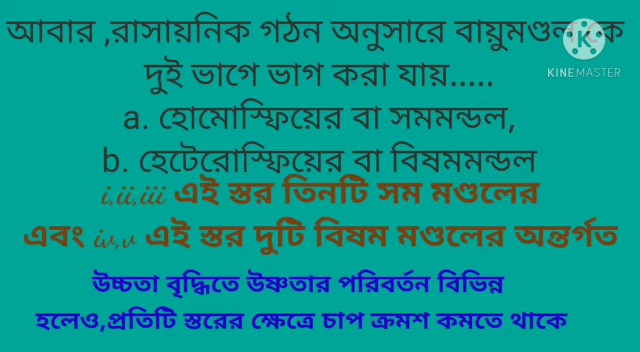 আবার ,রাসায়নিক গঠন অনুসারে বায়ুমণ্ডলকে
দুই ভাগে ভাগ করা যায়.....
a. হোমোস্ফিয়ের বা সমমন্ডল,
b. হেটেরোস্ফিয়ের বা বিষমমন্ডল
i,ii,iii এই স্তর তিনটি সম মণ্ডলের
এবং iv,v এই স্তর দুটি বিষম মণ্ডলের অন্তর্গত
উচ্চতা বৃদ্ধিতে উষ্ণতার পরিবর্তন বিভিন্ন
হলেও,প্রতিটি স্তরের ক্ষেত্রে চাপ ক্রমশ কমতে থাকে
K
KINEMASTER